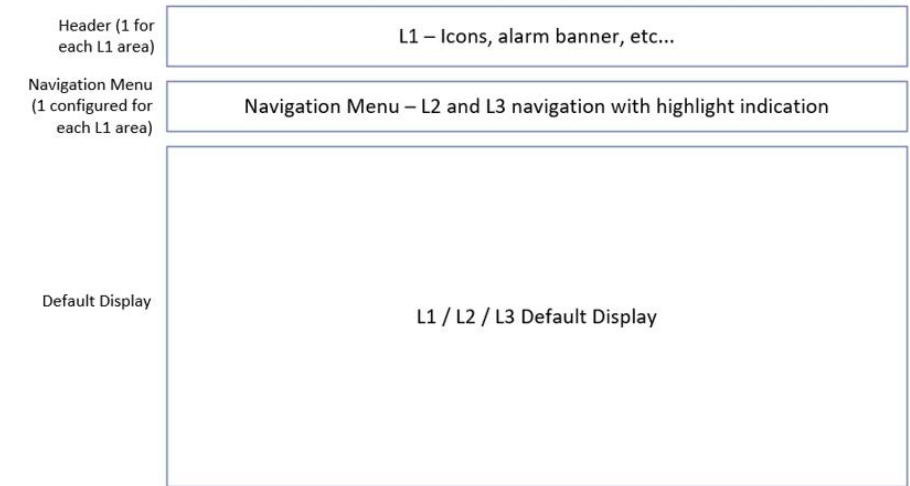 Header (1 for
each L1 area)
L1 – Icons, alarm banner, etc...
Navigation Menu
(1 configured for
each L1 area)
Navigation Menu – L2 and L3 navigation with highlight indication
Default Display
L1 / L2 / L3 Default Display